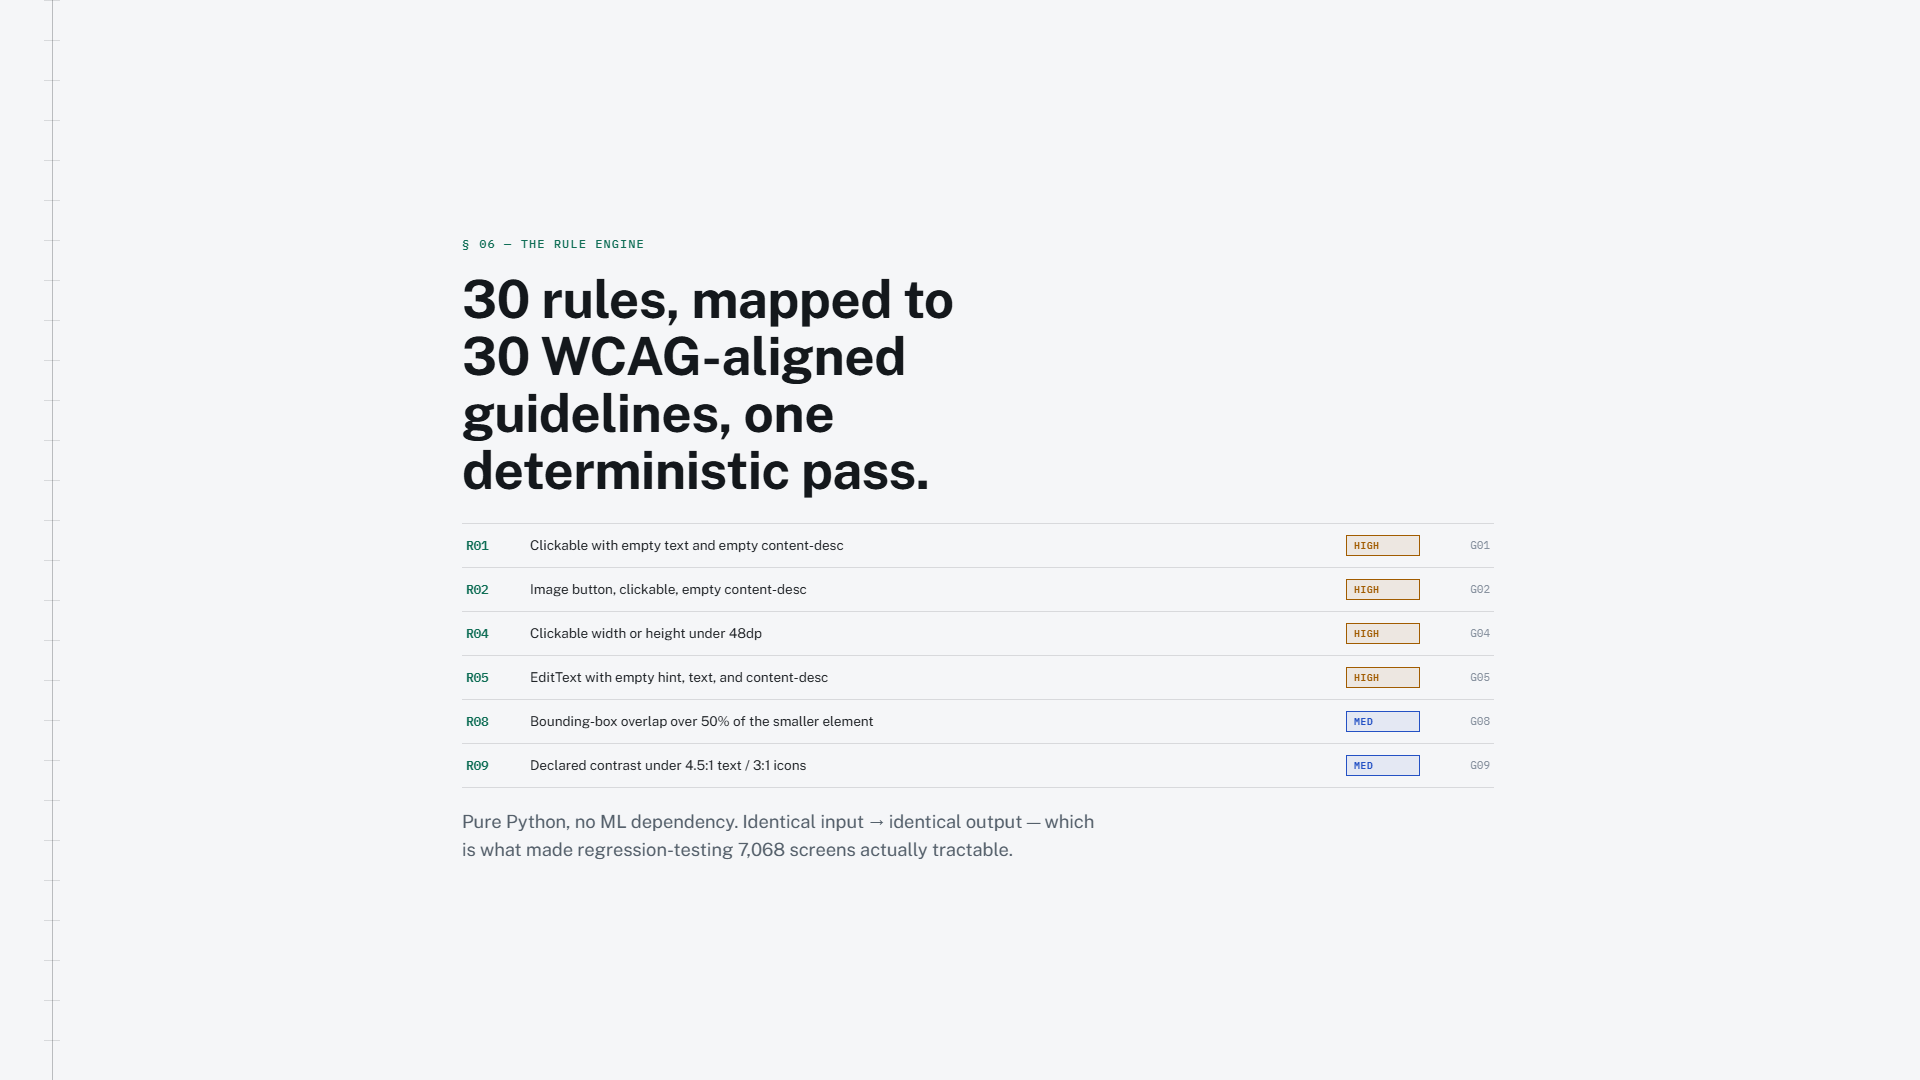 § 06 — THE RULE ENGINE
30 rules, mapped to
30 WCAG-aligned
guidelines, one
deterministic pass.
R01 Clickable with empty text and empty content-desc HIGH G01
R02 Image button, clickable, empty content-desc HIGH G02
R04 Clickable width or height under 48dp HIGH G04
R05 EditText with empty hint, text, and content-desc HIGH G05
R08 Bounding-box overlap over 50% of the smaller element MED G08
R09 Declared contrast under 4.5:1 text / 3:1 icons MED G09
Pure Python, no ML dependency. Identical input → identical output — which
is what made regression-testing 7,068 screens actually tractable.